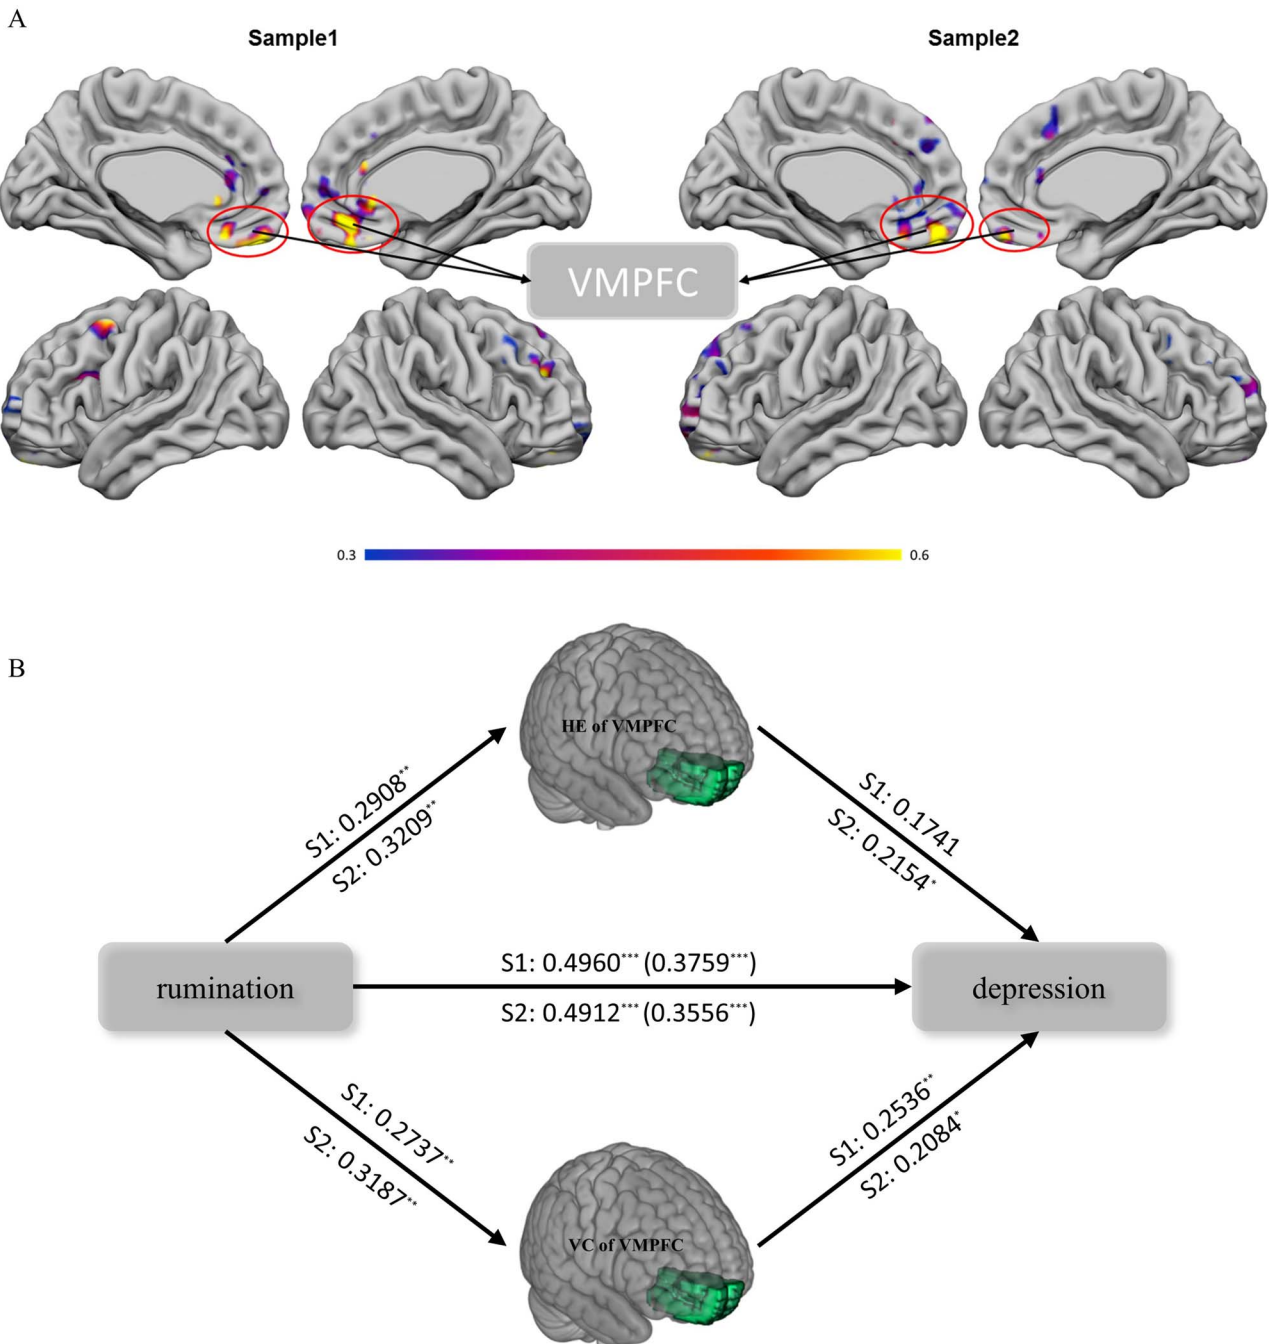 A
Sample1
Sample2
VMPFC
0.3
0.6
B
HE of VMPFC
S1: 0.2908**
S2: 0.3209**
S1: 0.1741
S2: 0.2154*
rumination
S1: 0.4960*** (0.3759***)
S2: 0.4912*** (0.3556***)
depression
S1: 0.2737**
S2: 0.3187**
S1: 0.2536**
S2: 0.2084*
VC of VMPFC